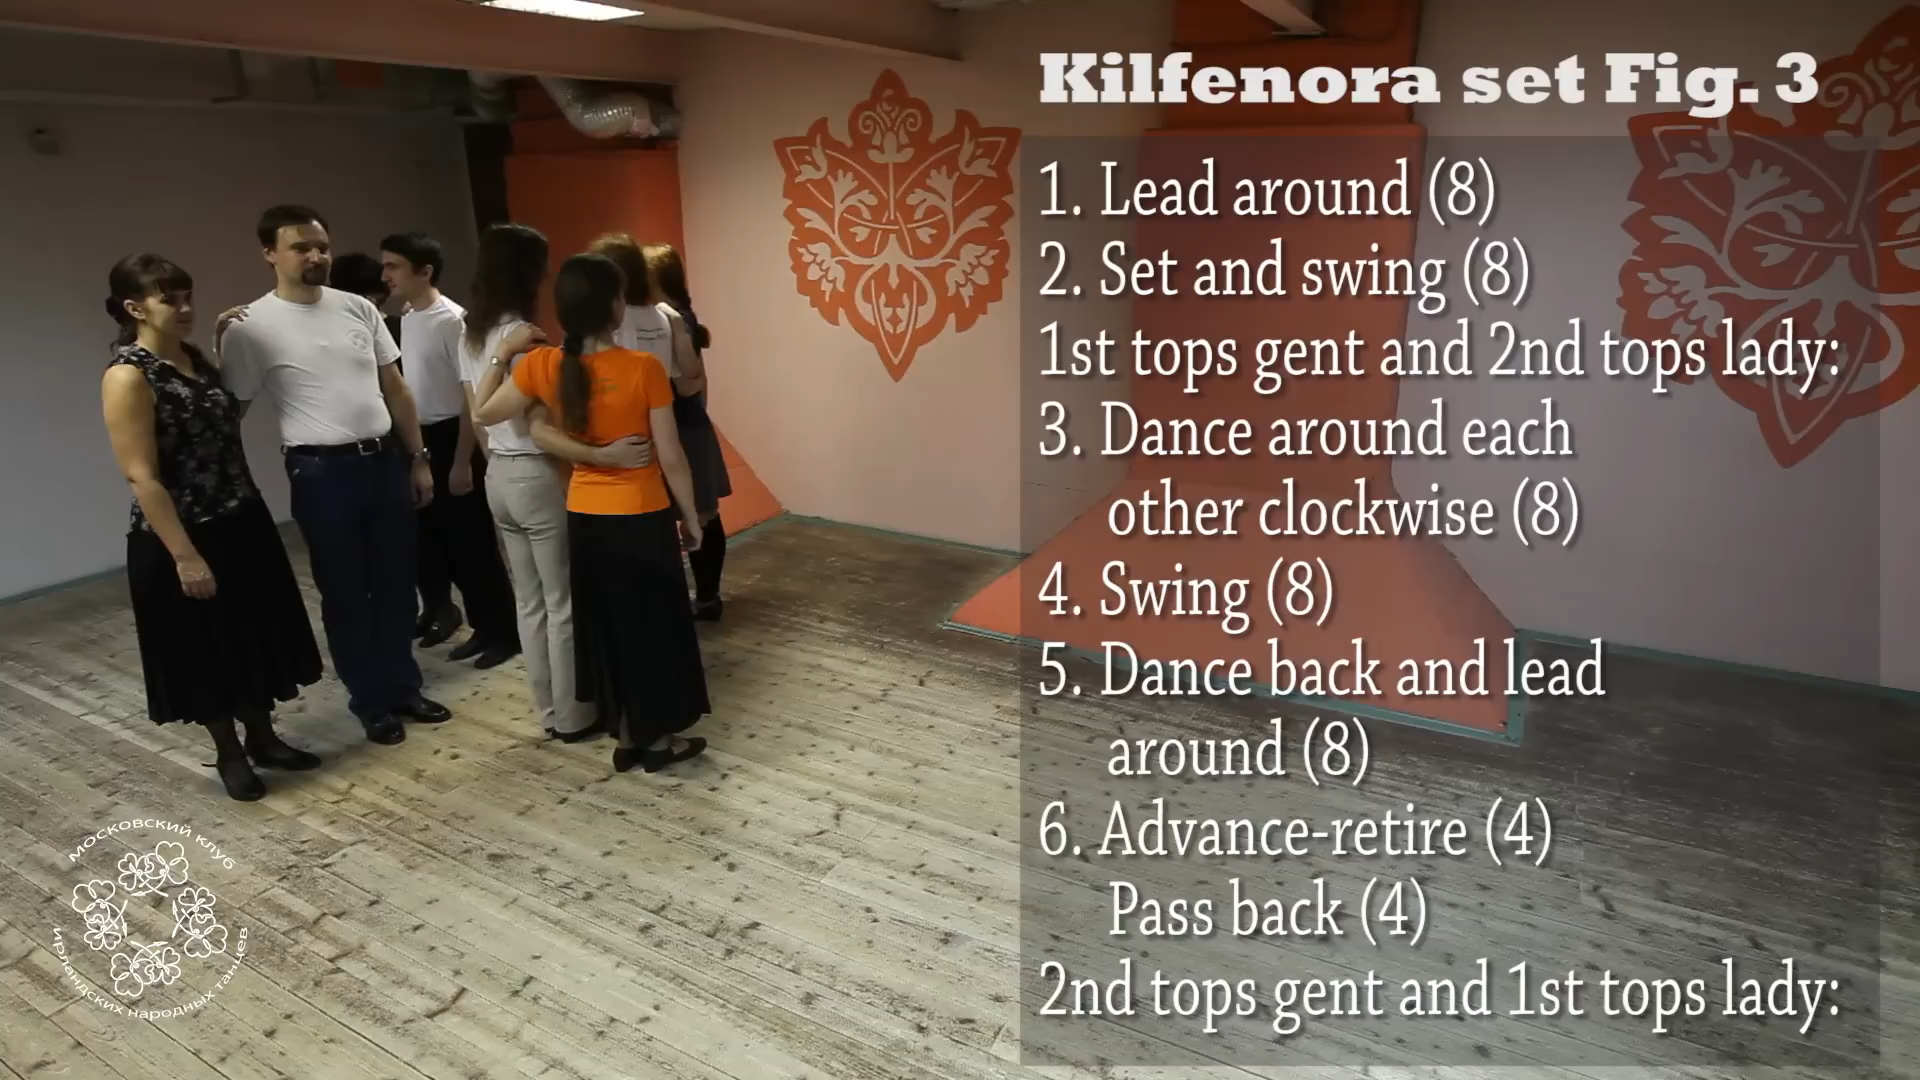 Kilfenora set Fig. 3
1. Lead around (8)
2. Set and swing (8)
1st tops gent and 2nd tops lady:
3. Dance around each
other clockwise (8)
4. Swing (8)
5. Dance back and lead
around (8)
6. Advance-retire (4)
Pass back (4)
2nd tops gent and 1st tops lady:
московский клуб
ирландских народных танцев